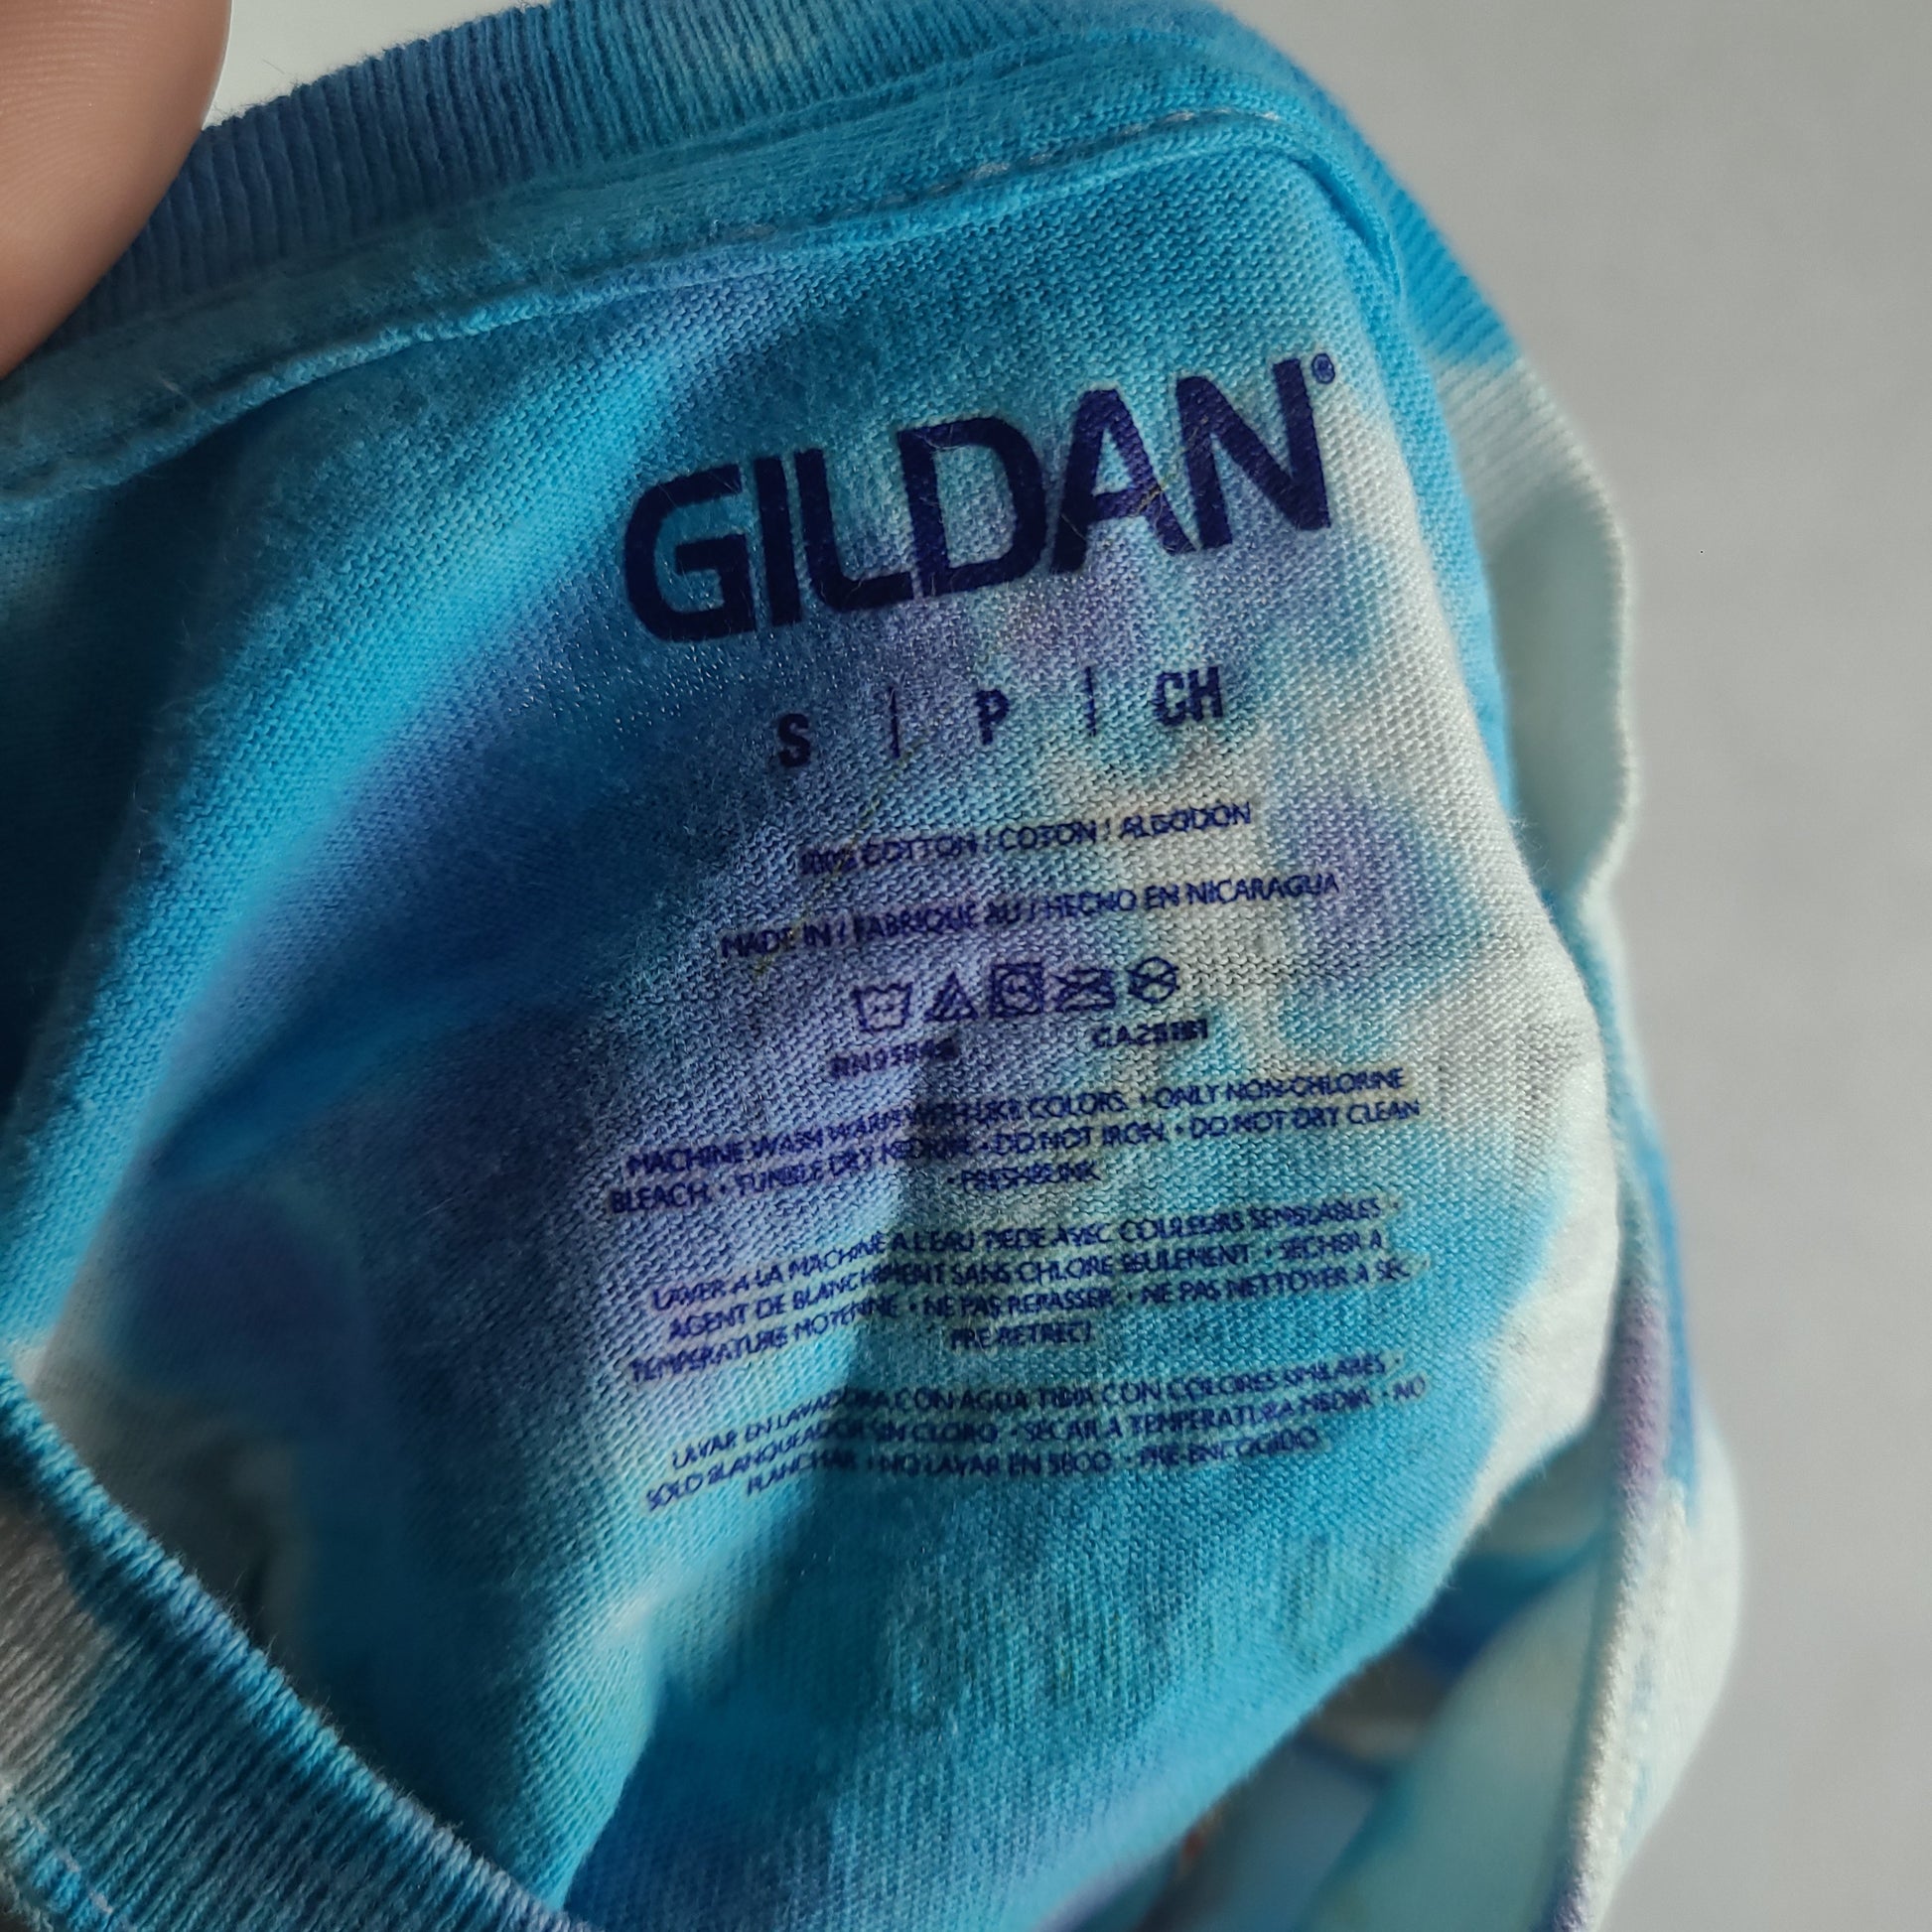 GILDAN®
S | P | CH
100% COTTON / COTON / ALGODON
MADE IN / FABRIQUE AU / HECHO EN NICARAGUA
CA25181
MACHINE WASH WARM WITH LIKE COLORS. • ONLY NON-CHLORINE
BLEACH. • TUMBLE DRY MEDIUM. • DO NOT IRON. • DO NOT DRY CLEAN
• PRESHRUNK
LAVER A LA MACHINE A L'EAU TIEDE AVEC COULEURS SEMBLABLES •
AGENT DE BLANCHIMENT SANS CHLORE SEULEMENT • SECHER A
TEMPERATURE MOYENNE • NE PAS REPASSER • NE PAS NETTOYER A SEC •
PRE-RETRECI
LAVAR EN LAVADORA CON AGUA TIBIA CON COLORES SIMILARES •
SOLO BLANQUEADOR SIN CLORO • SECAR A TEMPERATURA MEDIA • NO
PLANCHAR • NO LAVAR EN SECO • PRE-ENCOGIDO